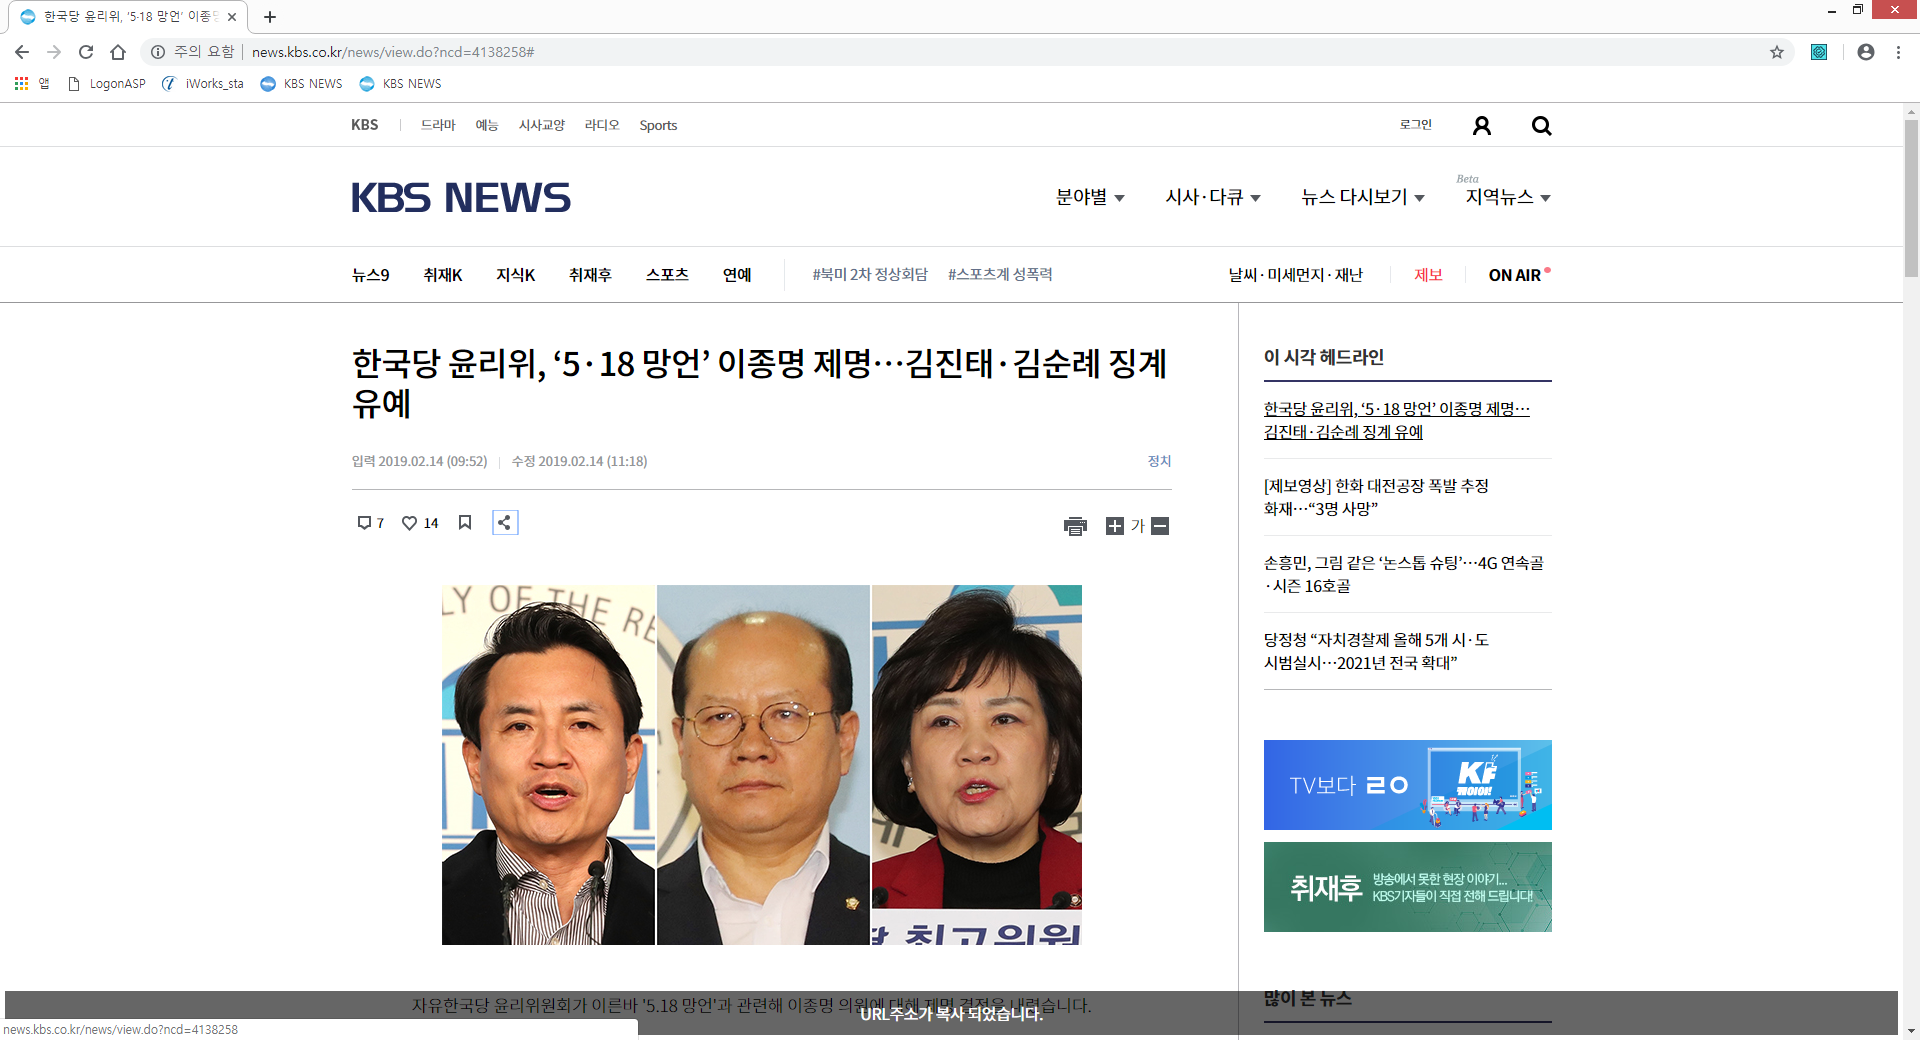 한국당 윤리위, ‘5·18 망언’ 이종명
주의 요함 news.kbs.co.kr/news/view.do?ncd=4138258#
앱 LogonASP iWorks_sta KBS NEWS KBS NEWS
KBS 드라마 예능 시사교양 라디오 Sports 로그인
KBS NEWS
분야별 시사·다큐 뉴스 다시보기 Beta 지역뉴스
뉴스9 취재K 지식K 취재후 스포츠 연예 #북미 2차 정상회담 #스포츠계 성폭력 날씨·미세먼지·재난 제보 ON AIR
한국당 윤리위, ‘5·18 망언’ 이종명 제명…김진태·김순례 징계
유예
입력 2019.02.14 (09:52) 수정 2019.02.14 (11:18) 정치
7 14 가
LY OF THE RE
최고위원
자유한국당 윤리위원회가 이른바 '5.18 망언'과 관련해 이종명 의원에 대해 제명 결정을 내렸습니다.
이 시각 헤드라인
한국당 윤리위, ‘5·18 망언’ 이종명 제명…
김진태·김순례 징계 유예
[제보영상] 한화 대전공장 폭발 추정
화재…“3명 사망”
손흥민, 그림 같은 ‘논스톱 슈팅’…4G 연속골
·시즌 16호골
당정청 “자치경찰제 올해 5개 시·도
시범실시…2021년 전국 확대”
TV보다 ㄹㅇ
케이야!
취재후 방송에서 못한 현장 이야기...
KBS기자들이 직접 전해 드립니다!
많이 본 뉴스
URL주소가 복사 되었습니다.
news.kbs.co.kr/news/view.do?ncd=4138258